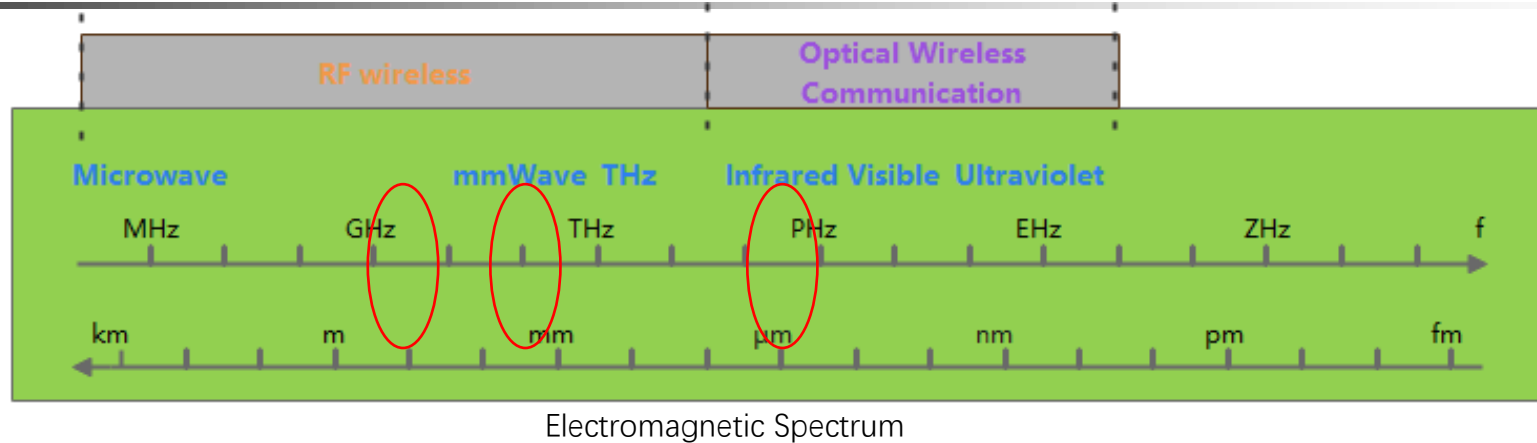 RF wireless
Optical Wireless
Communication
Microwave mmWave THz Infrared Visible Ultraviolet
MHz GHz THz PHz EHz ZHz f
km m mm μm nm pm fm
Electromagnetic Spectrum